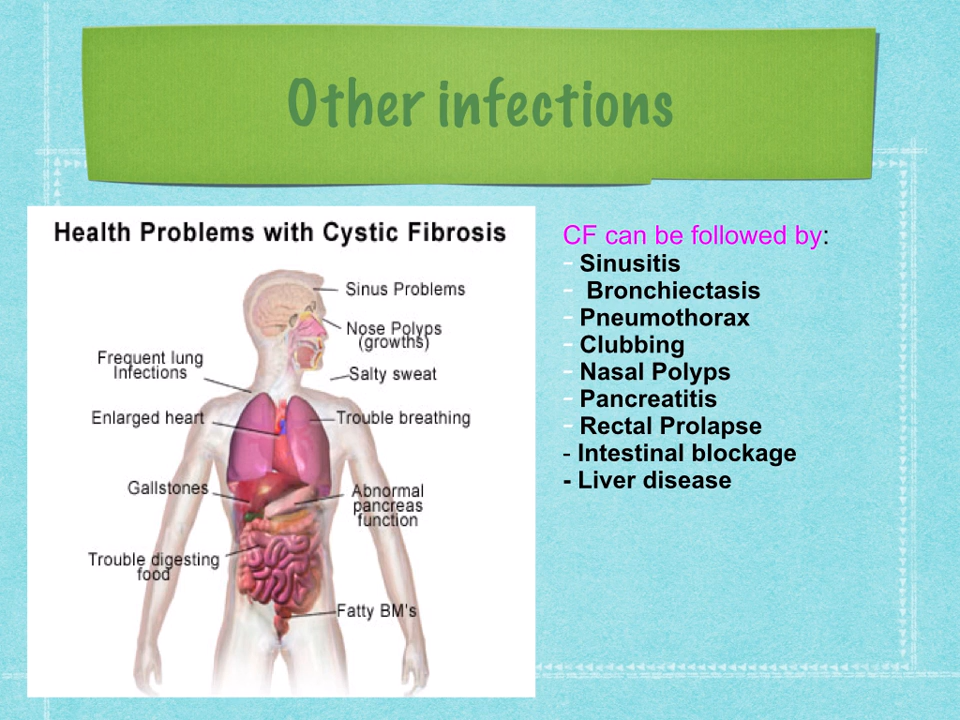 Other infections
Health Problems with Cystic Fibrosis
Sinus Problems
Nose Polyps
(growths)
Frequent lung
Infections
Salty sweat
Enlarged heart
Trouble breathing
Gallstones
Abnormal
pancreas
function
Trouble digesting
food
Fatty BM's
CF can be followed by:
- Sinusitis
- Bronchiectasis
- Pneumothorax
- Clubbing
- Nasal Polyps
- Pancreatitis
- Rectal Prolapse
- Intestinal blockage
- Liver disease